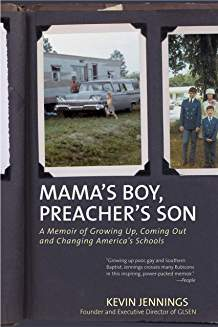 MAMA'S BOY,
PREACHER'S SON
A Memoir of Growing Up, Coming Out
and Changing America's Schools
"Growing up poor, gay and Southern
Baptist, Jennings crosses many Rubicons
in this inspiring, power-packed memoir."
—People
KEVIN JENNINGS
Founder and Executive Director of GLSEN